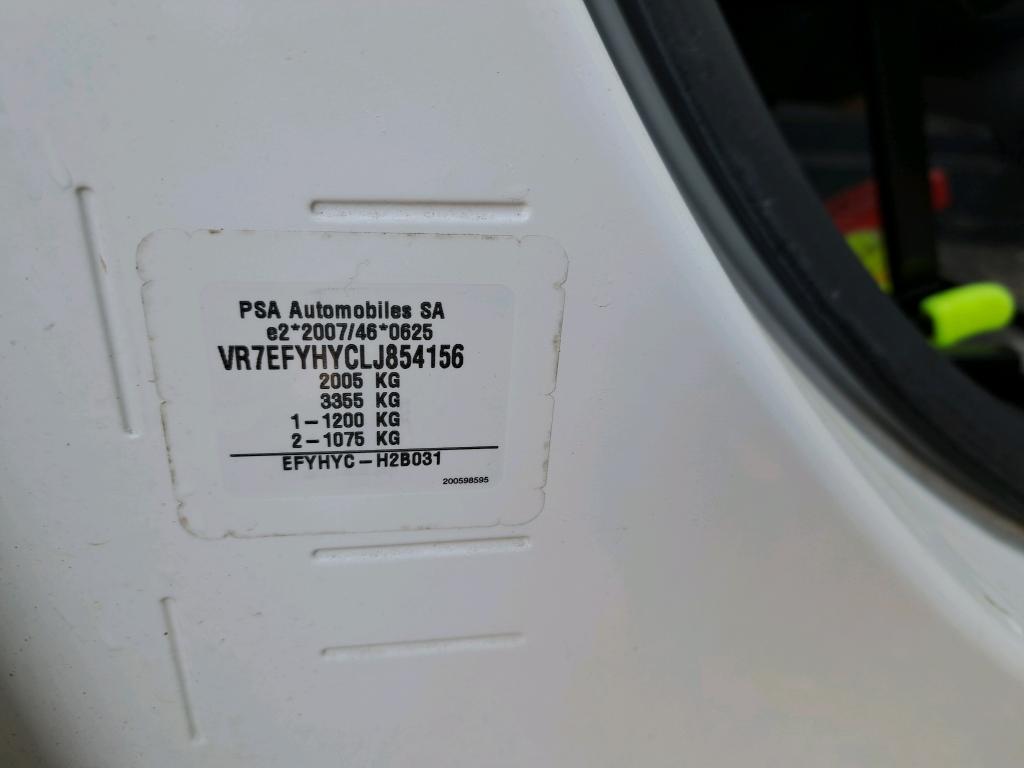 PSA Automobiles SA
e2*2007/46*0625
VR7EFYHYCLJ854156
2005 KG
3355 KG
1-1200 KG
2-1075 KG
EFYHYC-H2B031
200598595